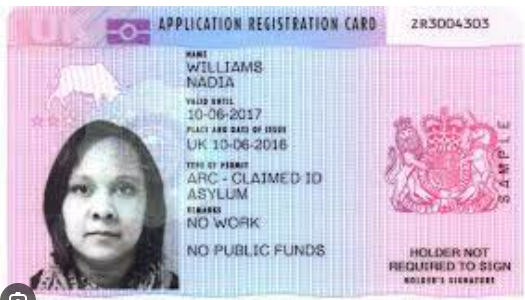 UK
APPLICATION REGISTRATION CARD
ZR3004303
NAME
WILLIAMS
NADIA
VALID UNTIL
10-06-2017
PLACE AND DATE OF ISSUE
UK 10-06-2016
TYPE OF PERMIT
ARC - CLAIMED ID
ASYLUM
REMARKS
NO WORK
NO PUBLIC FUNDS
SAMPLE
HOLDER NOT
REQUIRED TO SIGN
HOLDER'S SIGNATURE